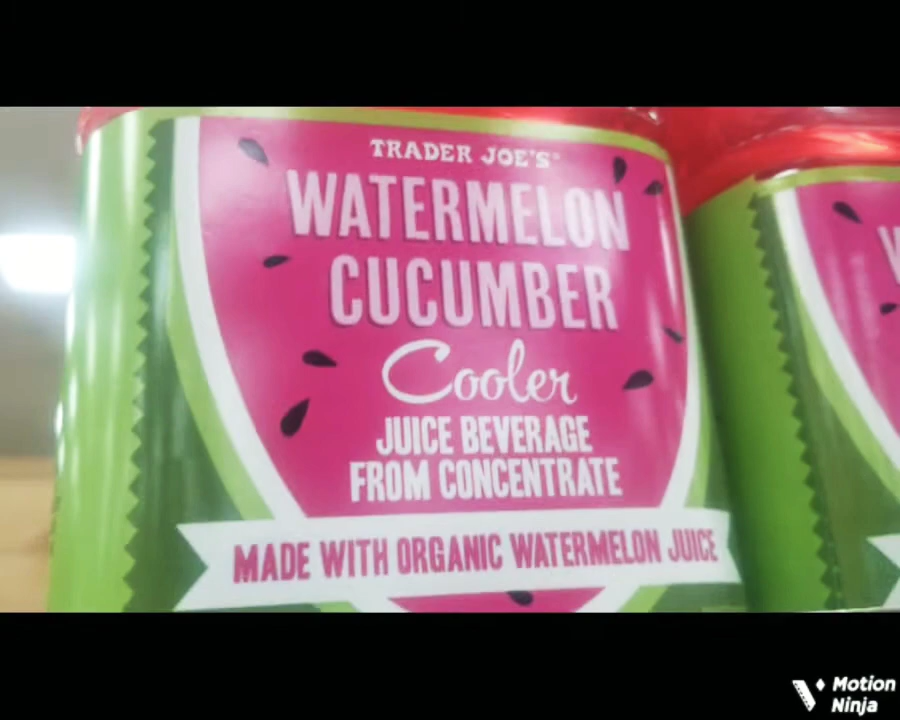 TRADER JOE'S
WATERMELON
CUCUMBER
Cooler
JUICE BEVERAGE
FROM CONCENTRATE
MADE WITH ORGANIC WATERMELON JUICE
W
Motion
Ninja